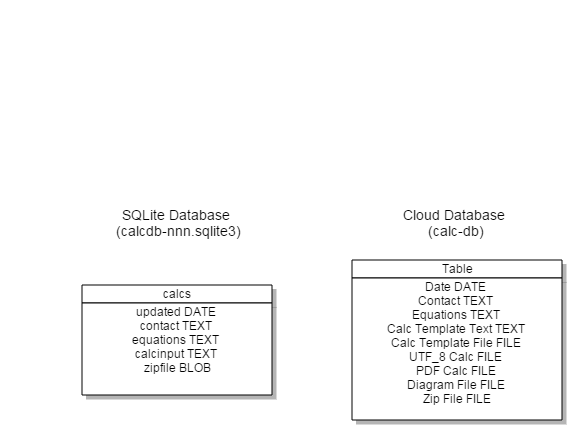 SQLite Database
(calcdb-nnn.sqlite3)
calcs
updated DATE
contact TEXT
equations TEXT
calcinput TEXT
zipfile BLOB
Cloud Database
(calc-db)
Table
Date DATE
Contact TEXT
Equations TEXT
Calc Template Text TEXT
Calc Template File FILE
UTF_8 Calc FILE
PDF Calc FILE
Diagram File FILE
Zip File FILE